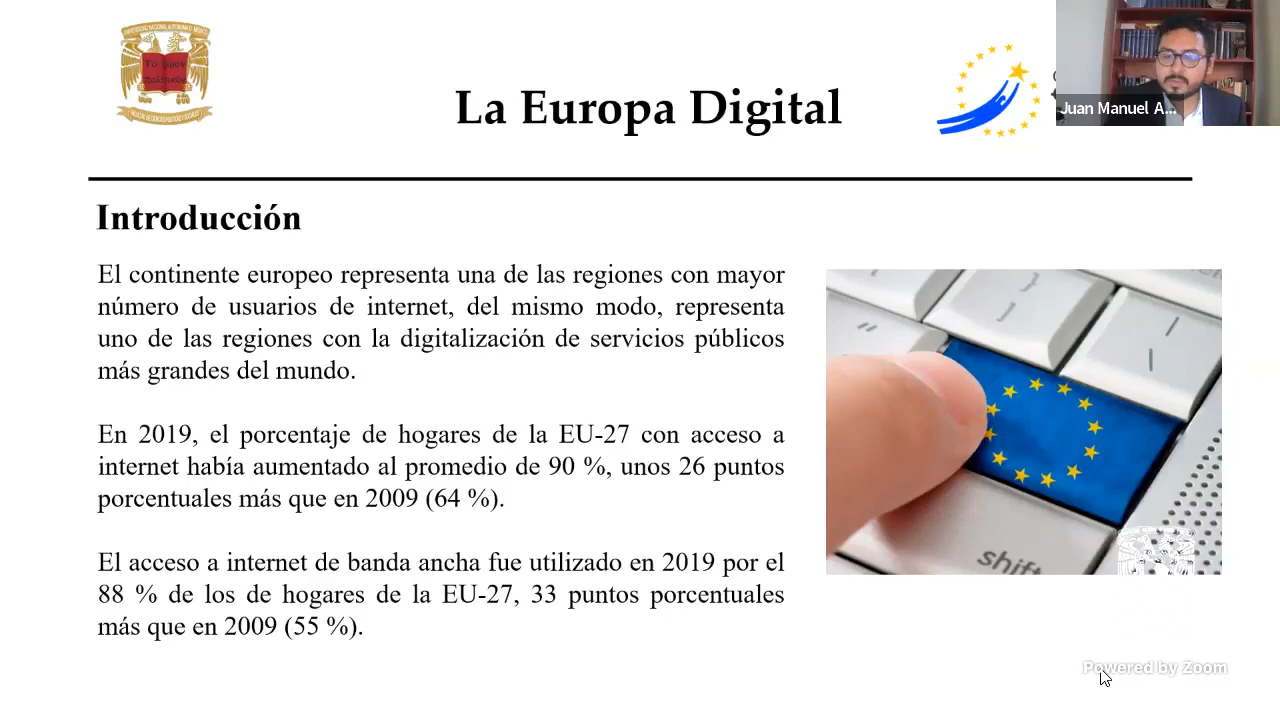 La Europa Digital
Juan Manuel A...
Introducción
El continente europeo representa una de las regiones con mayor
número de usuarios de internet, del mismo modo, representa
uno de las regiones con la digitalización de servicios públicos
más grandes del mundo.
En 2019, el porcentaje de hogares de la EU-27 con acceso a
internet había aumentado al promedio de 90 %, unos 26 puntos
porcentuales más que en 2009 (64 %).
El acceso a internet de banda ancha fue utilizado en 2019 por el
88 % de los de hogares de la EU-27, 33 puntos porcentuales
más que en 2009 (55 %).
shift
Powered by Zoom